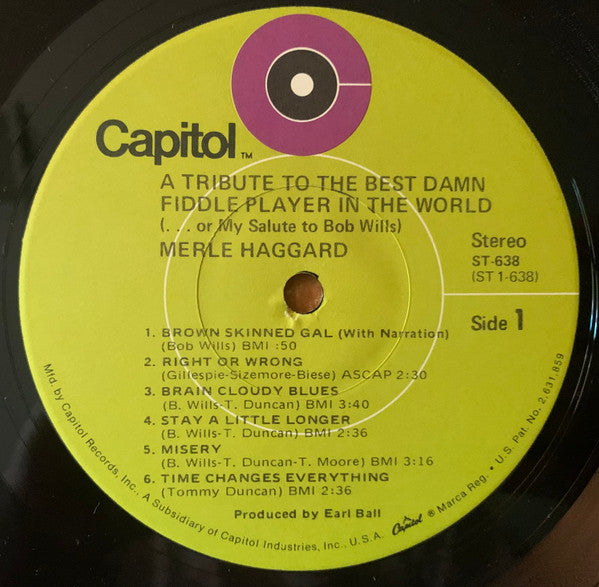 Capitol™
A TRIBUTE TO THE BEST DAMN
FIDDLE PLAYER IN THE WORLD
(. . . or My Salute to Bob Wills)
MERLE HAGGARD
Stereo
ST-638
(ST 1-638)
Side 1
1. BROWN SKINNED GAL (With Narration)
(Bob Wills) BMI :50
2. RIGHT OR WRONG
(Gillespie-Sizemore-Biese) ASCAP 2:30
3. BRAIN CLOUDY BLUES
(B. Wills-T. Duncan) BMI 3:40
4. STAY A LITTLE LONGER
(B. Wills-T. Duncan) BMI 2:36
5. MISERY
(B. Wills-T. Duncan-T. Moore) BMI 3:16
6. TIME CHANGES EVERYTHING
(Tommy Duncan) BMI 2:36
Produced by Earl Ball
Mfd. by Capitol Records, Inc., A Subsidiary of Capitol Industries, Inc., U.S.A. Capitol ® Marca Reg. • U.S. Pat. No. 2,631,859